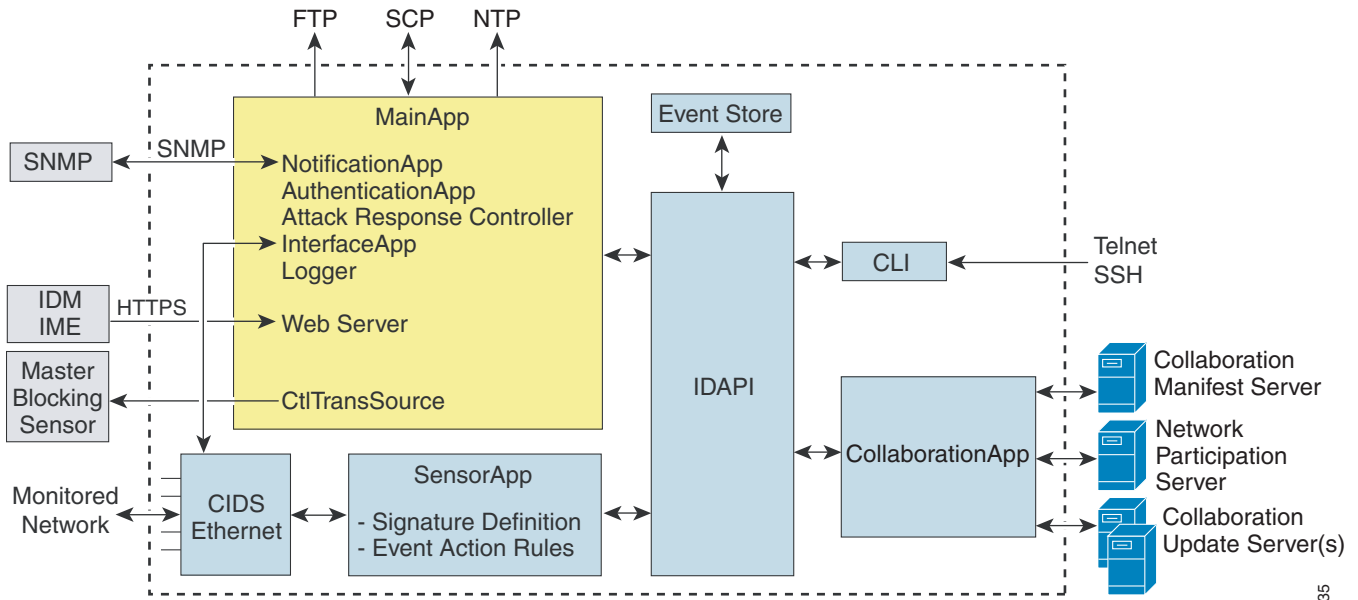 FTP
SCP
NTP
MainApp
Event Store
SNMP
SNMP
NotificationApp
AuthenticationApp
Attack Response Controller
InterfaceApp
Logger
CLI
Telnet
SSH
IDM
IME
HTTPS
Web Server
Master
Blocking
Sensor
CtlTransSource
IDAPI
CollaborationApp
Collaboration
Manifest Server
Network
Participation
Server
Collaboration
Update Server(s)
Monitored
Network
CIDS
Ethernet
SensorApp
- Signature Definition
- Event Action Rules
35